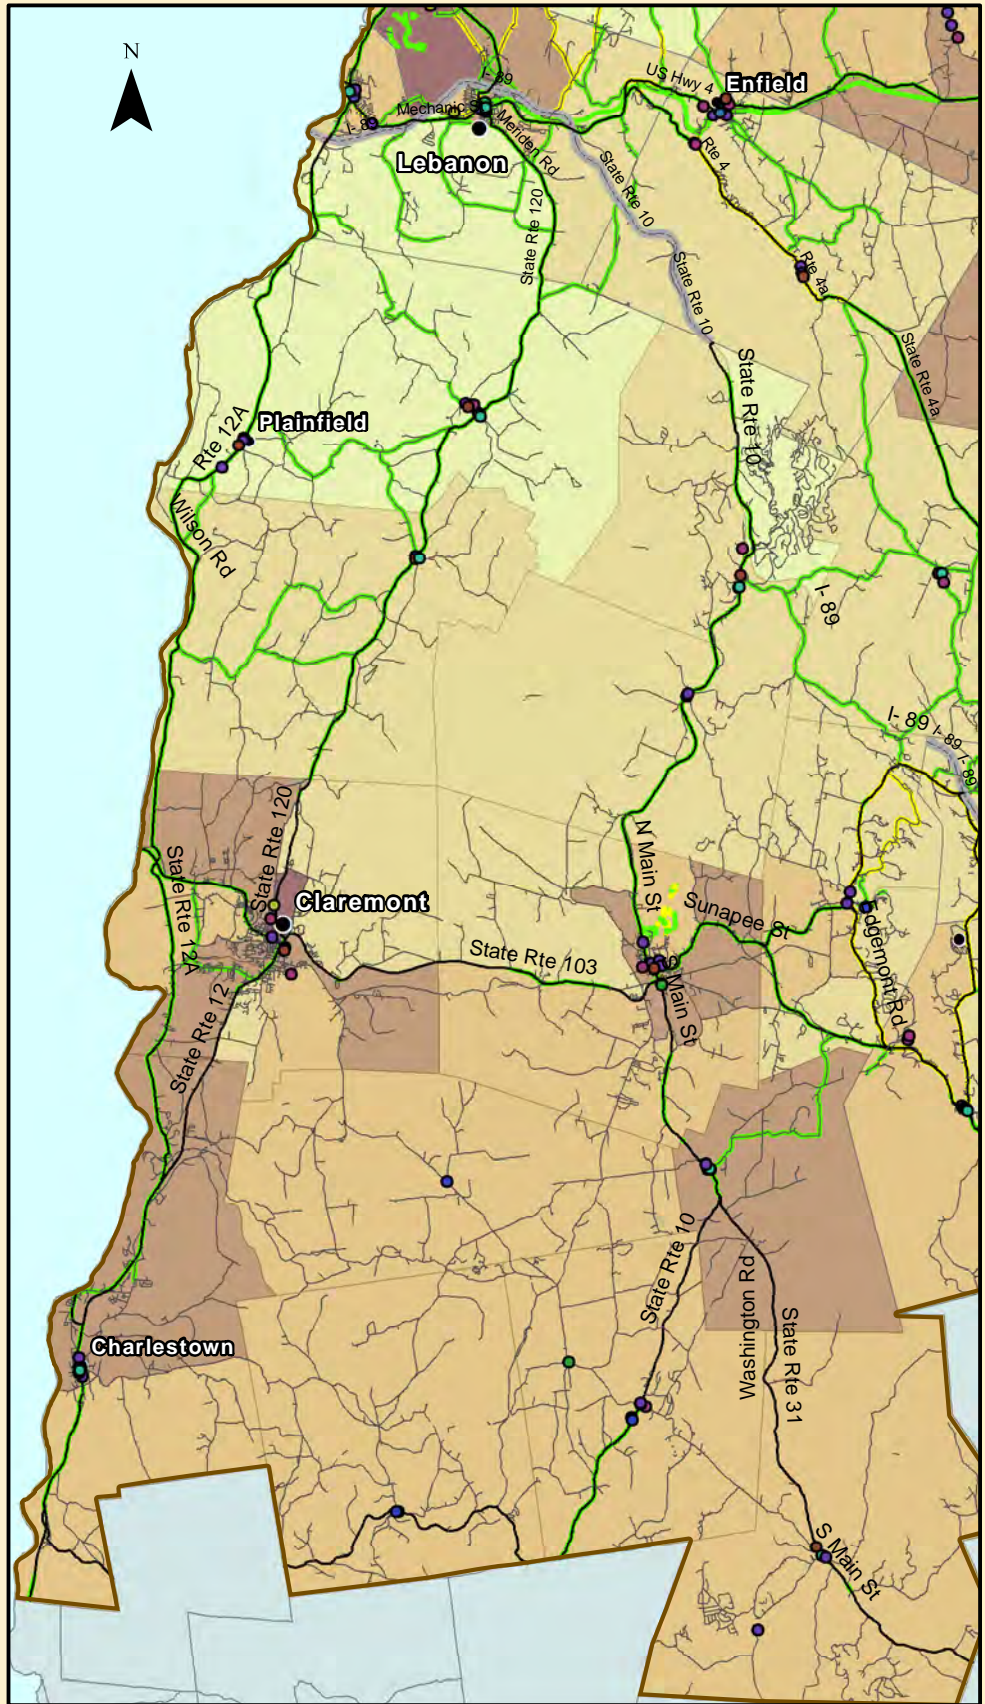 N
I- 89
US Hwy 4
Enfield
Mechanic St
I- 89
Meriden Rd
Lebanon
Rte 4
State Rte 10
State Rte 120
Rte 4a
State Rte 10
State Rte 4a
State Rte 10
Plainfield
Rte 12A
Wilson Rd
I- 89
I- 89
I- 89
I- 89
State Rte 120
N Main St
State Rte 12A
Claremont
Sunapee St
Edgemont Rd
State Rte 103
S Main St
State Rte 12
State Rte 10
Washington Rd
State Rte 31
Charlestown
S Main St